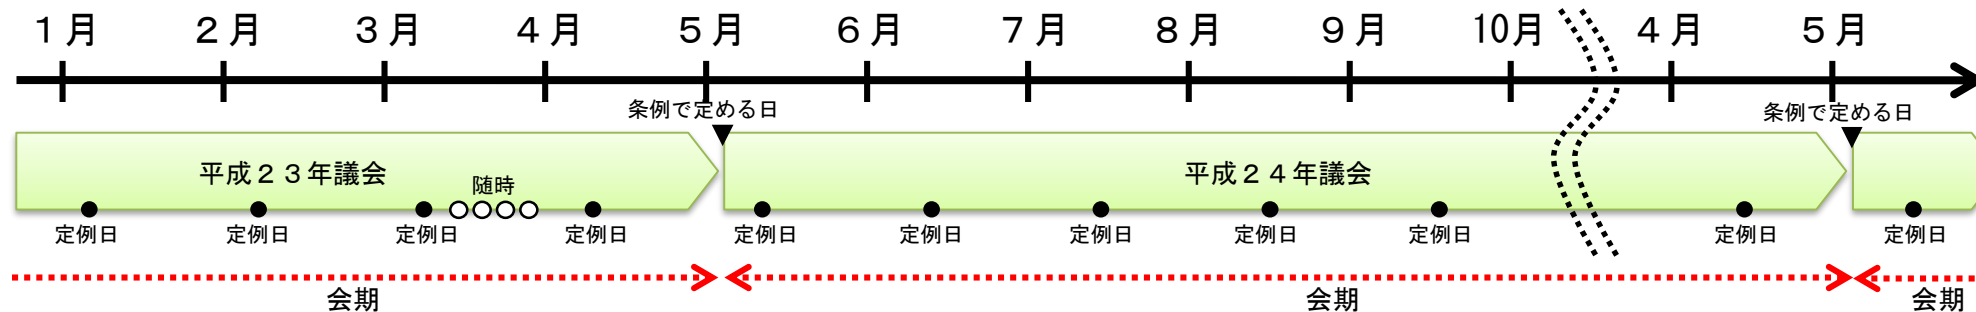 １月 ２月 ３月 ４月 ５月 ６月 ７月 ８月 ９月 10月 ４月 ５月
条例で定める日 条例で定める日
平成２３年議会 平成２４年議会
随時
定例日 定例日 定例日 定例日 定例日 定例日 定例日 定例日 定例日 定例日 定例日
会期 会期 会期